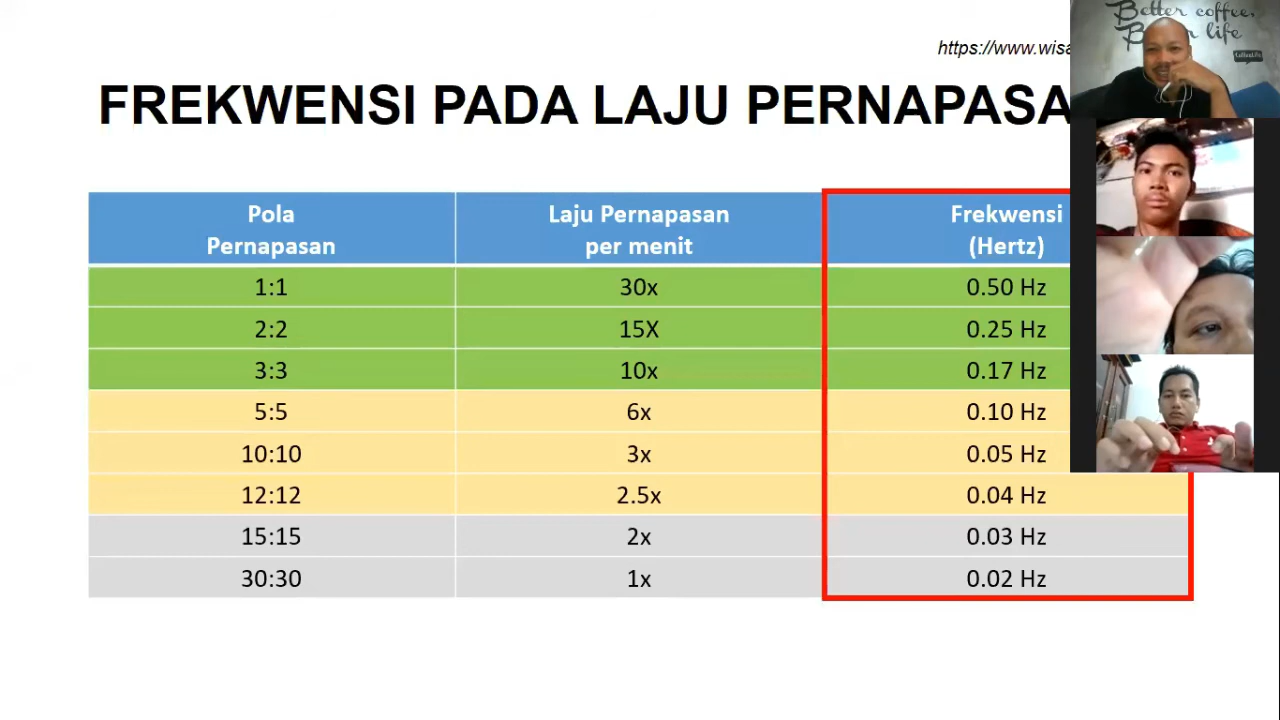 https://www.wisa
FREKWENSI PADA LAJU PERNAPASA
Pola
Pernapasan
Laju Pernapasan
per menit
Frekwensi
(Hertz)
1:1 30x 0.50 Hz
2:2 15X 0.25 Hz
3:3 10x 0.17 Hz
5:5 6x 0.10 Hz
10:10 3x 0.05 Hz
12:12 2.5x 0.04 Hz
15:15 2x 0.03 Hz
30:30 1x 0.02 Hz
Better coffee,
life